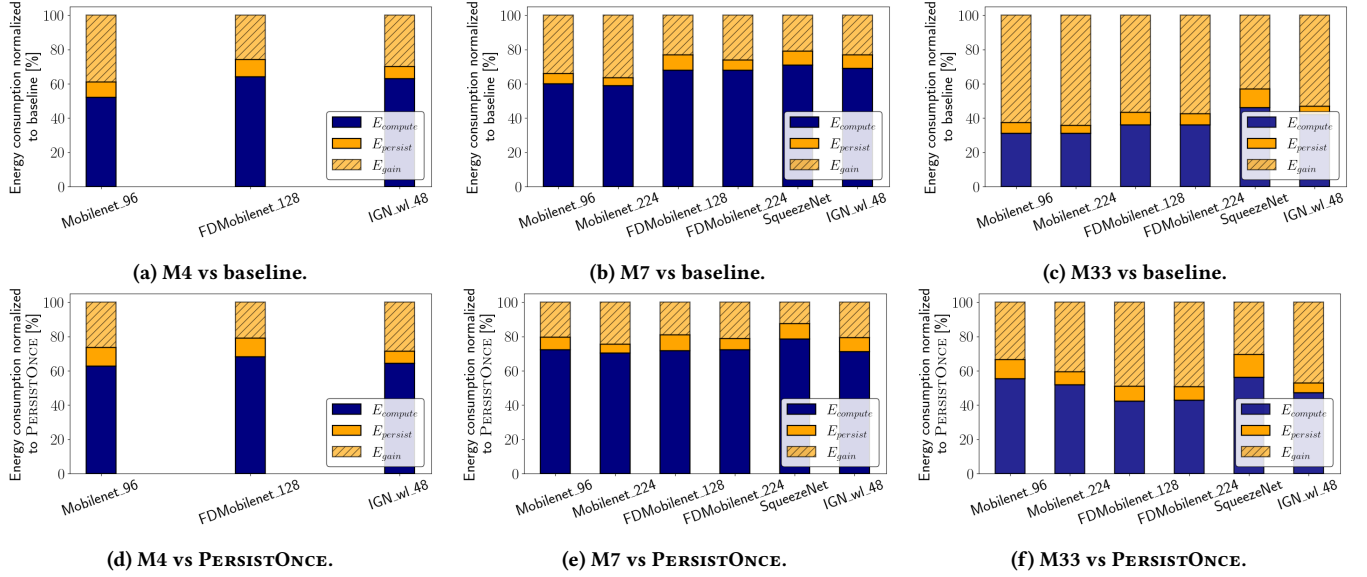 Energy consumption normalized
to baseline [%]
100
80
60
40
20
0
E_compute
E_persist
E_gain
Mobilenet_96
FDMobilenet_128
IGN_wl_48
(a) M4 vs baseline.
Energy consumption normalized
to baseline [%]
100
80
60
40
20
0
E_compute
E_persist
E_gain
Mobilenet_96
Mobilenet_224
FDMobilenet_128
FDMobilenet_224
SqueezeNet
IGN_wl_48
(b) M7 vs baseline.
Energy consumption normalized
to baseline [%]
100
80
60
40
20
0
E_compute
E_persist
E_gain
Mobilenet_96
Mobilenet_224
FDMobilenet_128
FDMobilenet_224
SqueezeNet
IGN_wl_48
(c) M33 vs baseline.
Energy consumption normalized
to PERSISTONCE [%]
100
80
60
40
20
0
E_compute
E_persist
E_gain
Mobilenet_96
FDMobilenet_128
IGN_wl_48
(d) M4 vs PERSISTONCE.
Energy consumption normalized
to PERSISTONCE [%]
100
80
60
40
20
0
E_compute
E_persist
E_gain
Mobilenet_96
Mobilenet_224
FDMobilenet_128
FDMobilenet_224
SqueezeNet
IGN_wl_48
(e) M7 vs PERSISTONCE.
Energy consumption normalized
to PERSISTONCE [%]
100
80
60
40
20
0
E_compute
E_persist
E_gain
Mobilenet_96
Mobilenet_224
FDMobilenet_128
FDMobilenet_224
SqueezeNet
IGN_wl_48
(f) M33 vs PERSISTONCE.